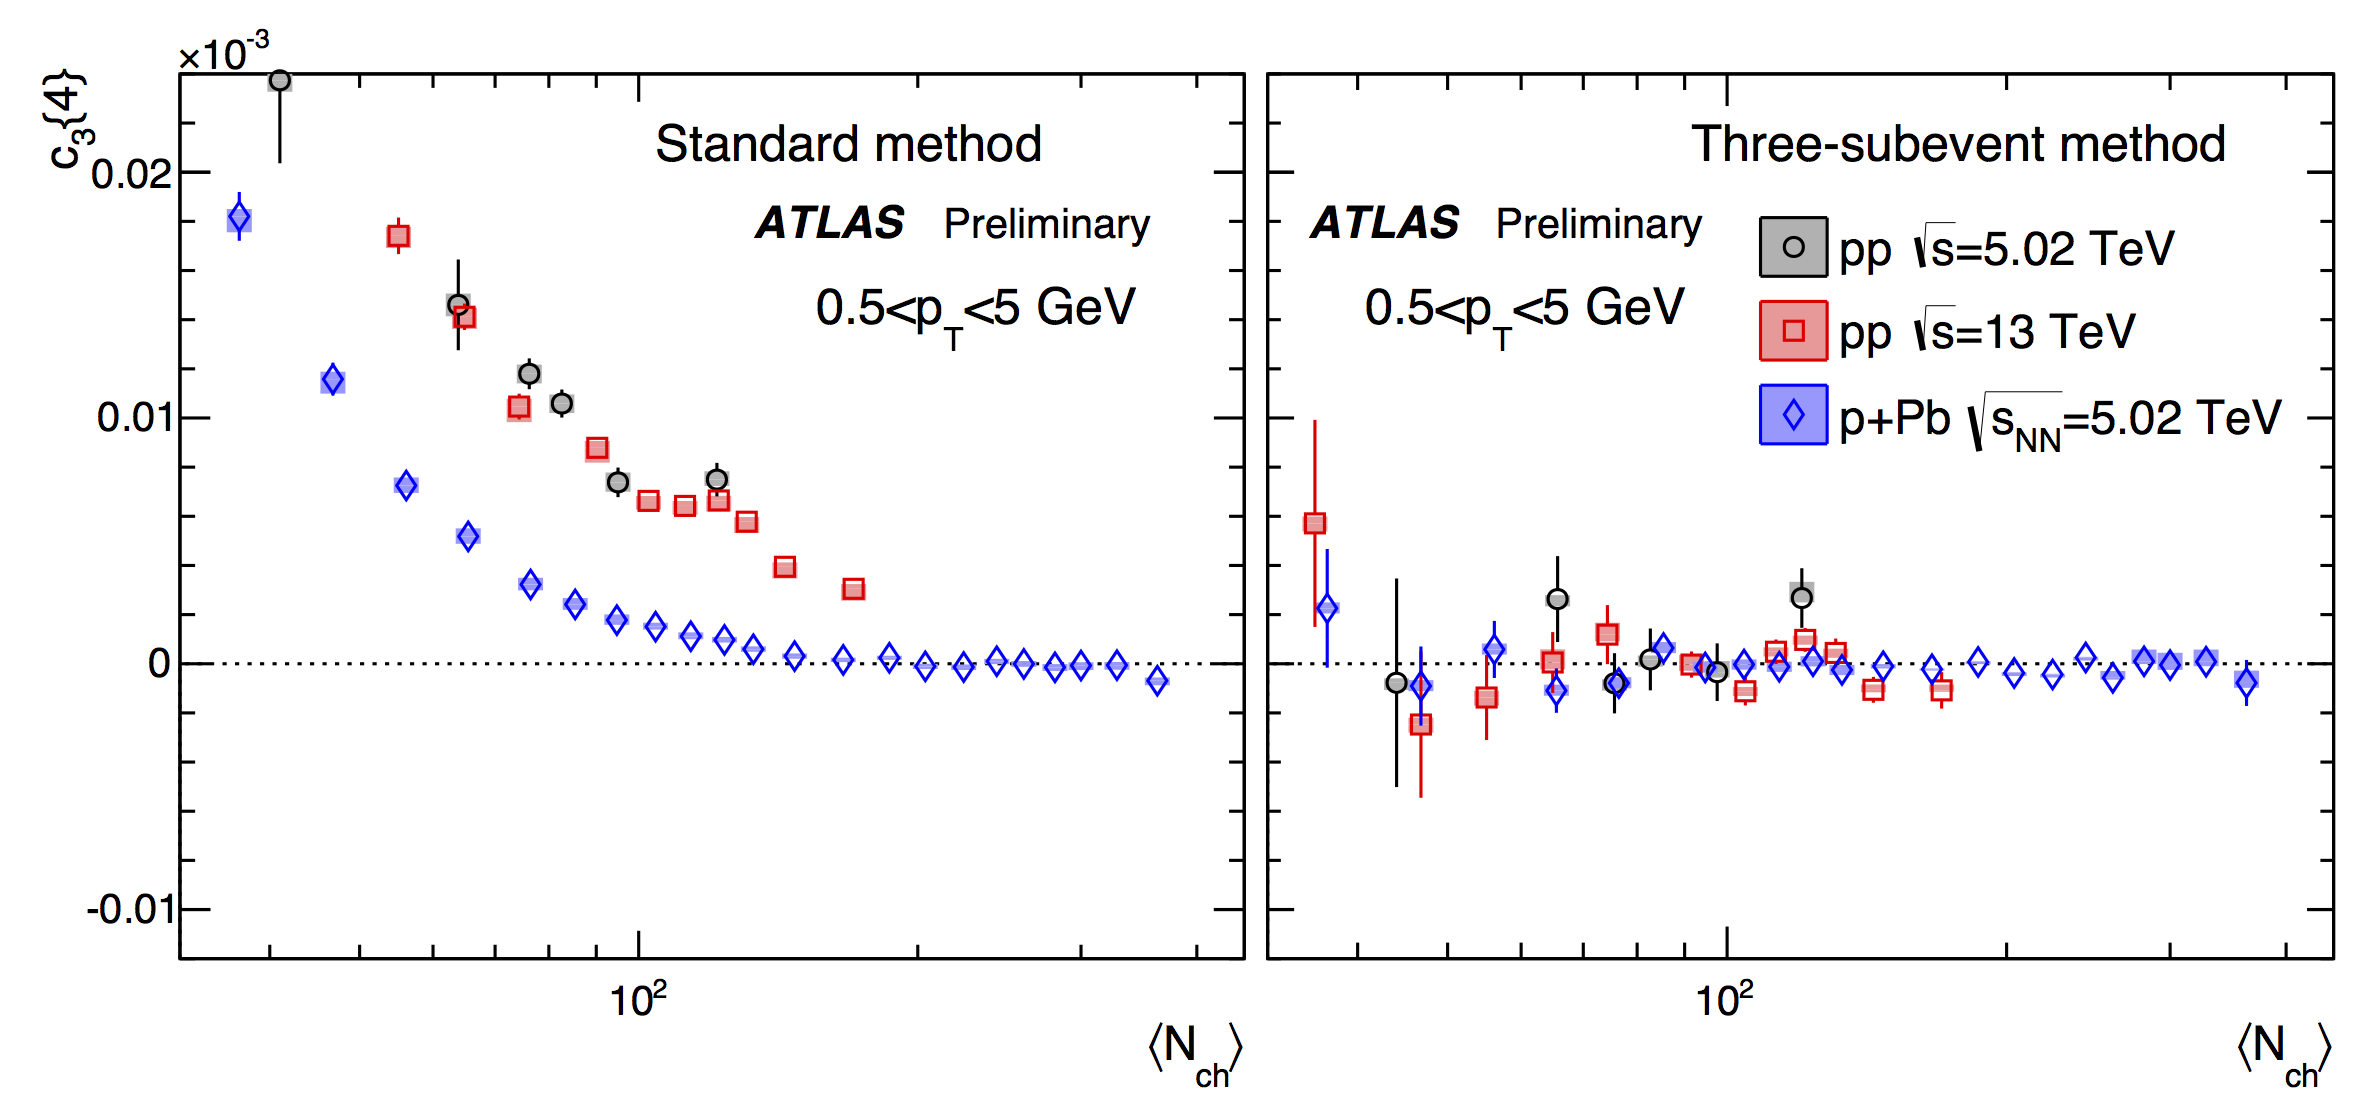 ×10⁻³
c₃{4}
0.02
0.01
0
-0.01
Standard method
ATLAS Preliminary
0.5<p_T<5 GeV
10²
⟨N_ch⟩
Three-subevent method
ATLAS Preliminary
0.5<p_T<5 GeV
pp √s=5.02 TeV
pp √s=13 TeV
p+Pb √s_NN=5.02 TeV
10²
⟨N_ch⟩